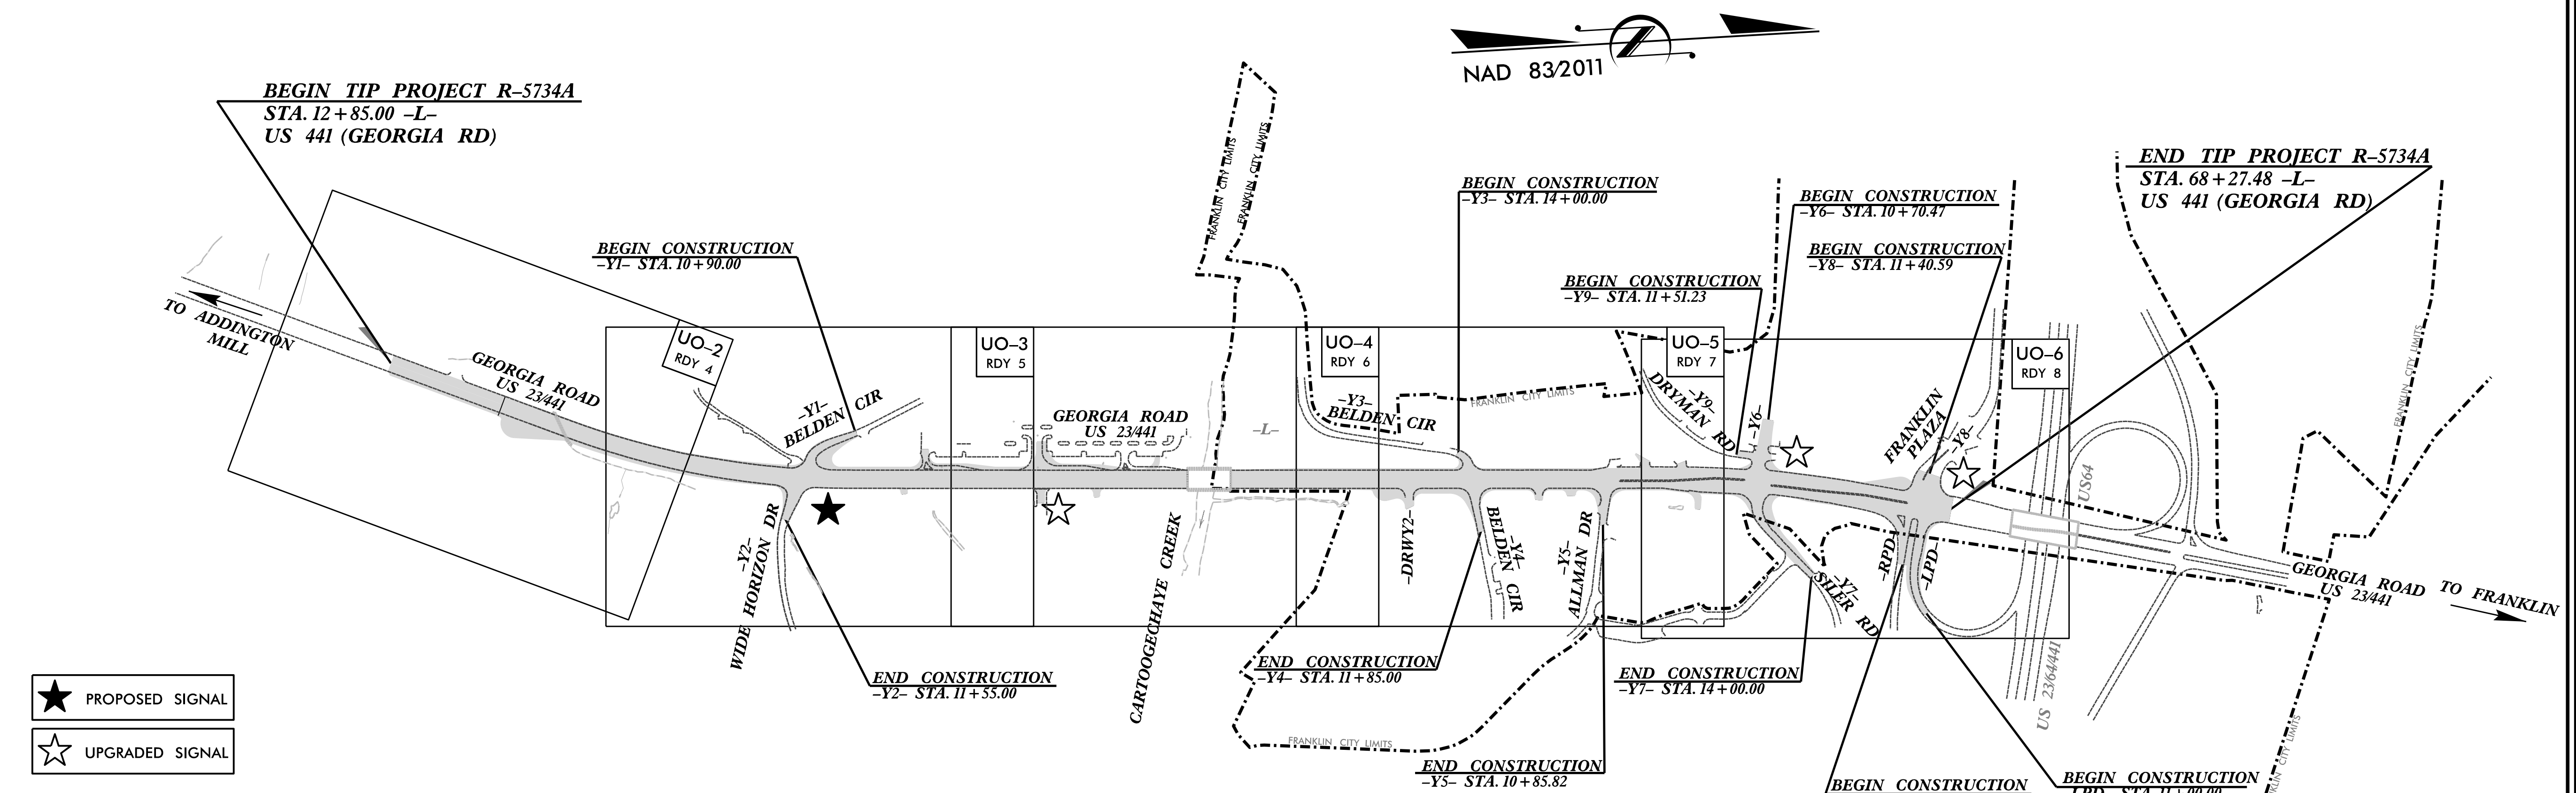 NAD 83/2011
BEGIN TIP PROJECT R–5734A
STA. 12+85.00 –L–
US 441 (GEORGIA RD)
END TIP PROJECT R–5734A
STA. 68+27.48 –L–
US 441 (GEORGIA RD)
BEGIN CONSTRUCTION
–Y1– STA. 10+90.00
BEGIN CONSTRUCTION
–Y3– STA. 14+00.00
BEGIN CONSTRUCTION
–Y6– STA. 10+70.47
BEGIN CONSTRUCTION
–Y8– STA. 11+40.59
BEGIN CONSTRUCTION
–Y9– STA. 11+51.23
FRANKLIN CITY LIMITS
FRANKLIN CITY LIMITS
TO ADDINGTON
MILL
GEORGIA ROAD
US 23/441
UO–2
RDY 4
UO–3
RDY 5
UO–4
RDY 6
UO–5
RDY 7
UO–6
RDY 8
–Y1–
BELDEN CIR
GEORGIA ROAD
US 23/441
–L–
–Y3–
BELDEN CIR
FRANKLIN CITY LIMITS
–Y9–
DRYMAN RD
–Y6–
FRANKLIN
PLAZA
–Y8–
US64
FRANKLIN CITY LIMITS
–Y2–
WIDE HORIZON DR
CARTOOGECHAYE CREEK
–DRWY2–
–Y4–
BELDEN CIR
–Y5–
ALLMAN DR
–Y7–
SILER RD
–RPD–
–LPD–
US 23/64/441
GEORGIA ROAD
US 23/441
TO FRANKLIN
END CONSTRUCTION
–Y2– STA. 11+55.00
END CONSTRUCTION
–Y4– STA. 11+85.00
END CONSTRUCTION
–Y7– STA. 14+00.00
FRANKLIN CITY LIMITS
END CONSTRUCTION
–Y5– STA. 10+85.82
BEGIN CONSTRUCTION
BEGIN CONSTRUCTION
–LPD– STA. 11+00.00
CITY LIMITS
PROPOSED SIGNAL
UPGRADED SIGNAL